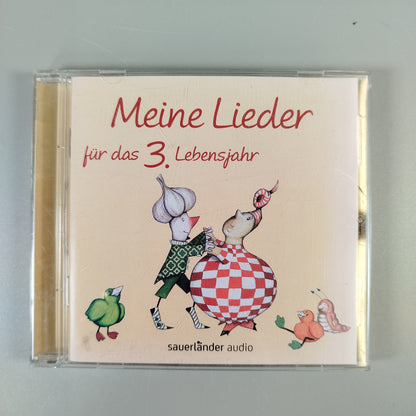 Meine Lieder
für das 3. Lebensjahr
sauerländer audio